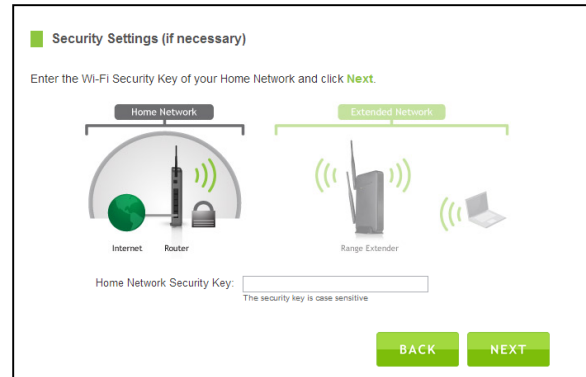 Security Settings (if necessary)
Enter the Wi-Fi Security Key of your Home Network and click Next.
Home Network
Extended Network
Internet
Router
Range Extender
Home Network Security Key:
The security key is case sensitive
BACK
NEXT